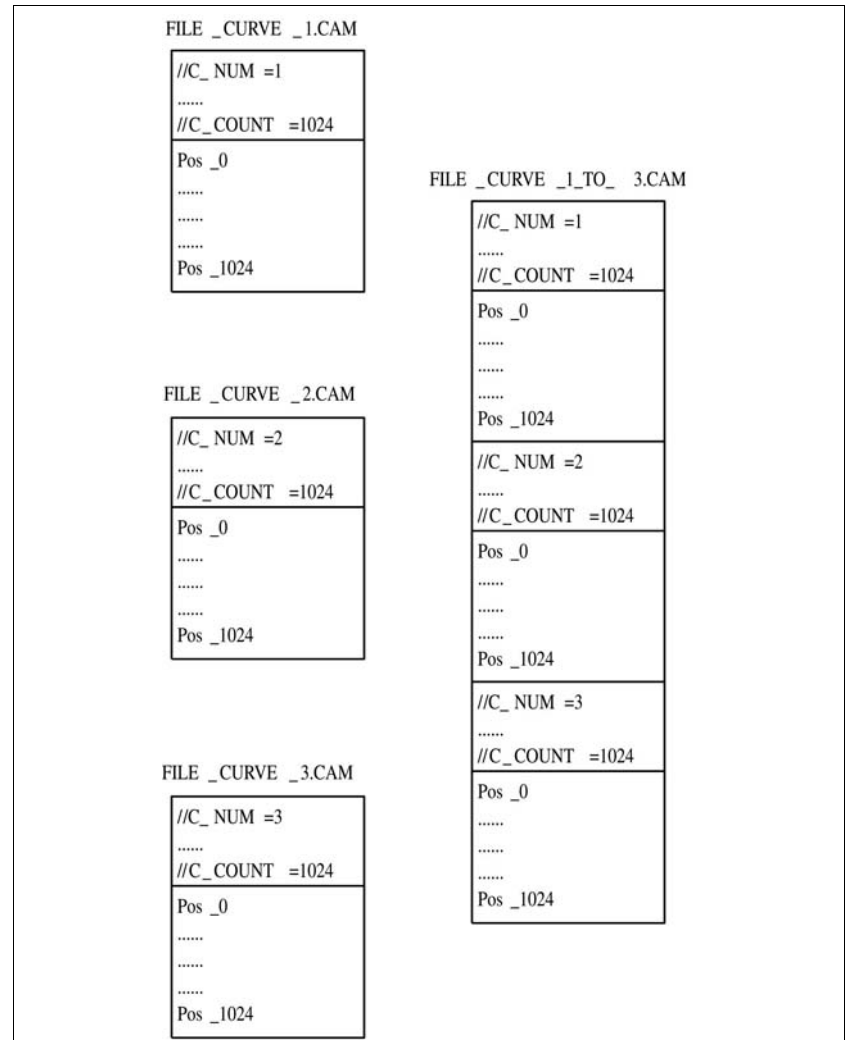 FILE _CURVE _1.CAM
//C_ NUM =1
......
//C_COUNT =1024
Pos _0
......
......
......
Pos _1024
FILE _CURVE _2.CAM
//C_ NUM =2
......
//C_COUNT =1024
Pos _0
......
......
......
Pos _1024
FILE _CURVE _3.CAM
//C_ NUM =3
......
//C_COUNT =1024
Pos _0
......
......
......
Pos _1024
FILE _CURVE _1_TO_ 3.CAM
//C_ NUM =1
......
//C_COUNT =1024
Pos _0
......
......
......
Pos _1024
//C_ NUM =2
......
//C_COUNT =1024
Pos _0
......
......
......
Pos _1024
//C_ NUM =3
......
//C_COUNT =1024
Pos _0
......
......
......
Pos _1024